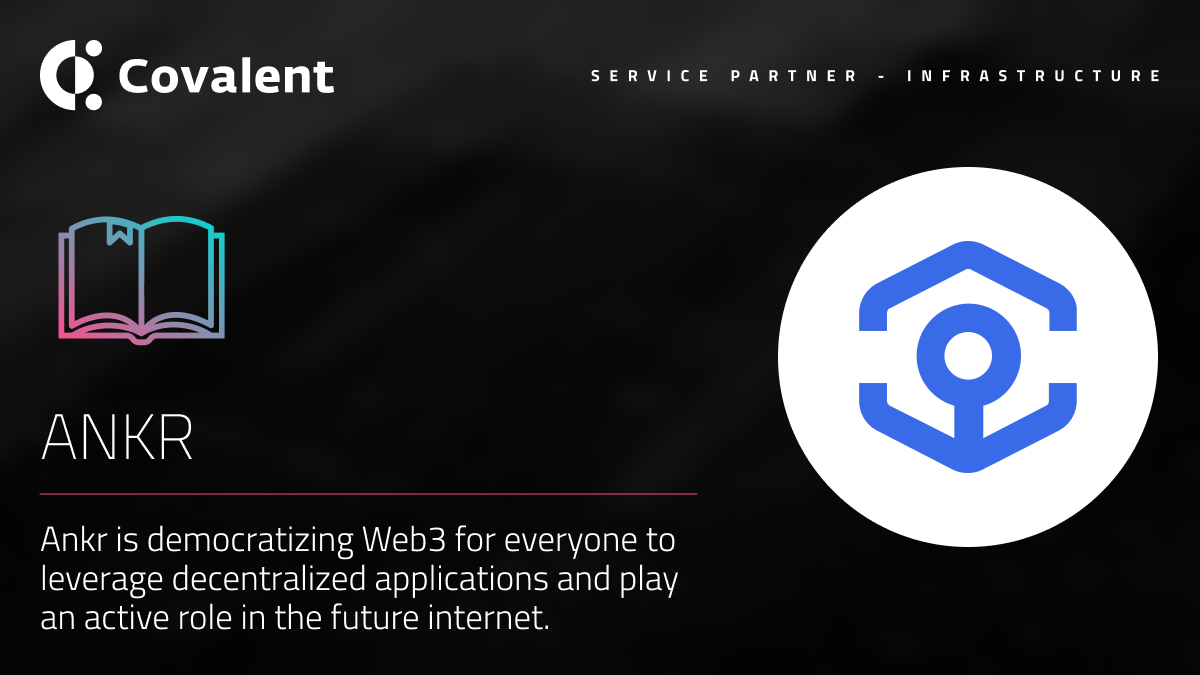 Covalent
SERVICE PARTNER - INFRASTRUCTURE
ANKR
Ankr is democratizing Web3 for everyone to
leverage decentralized applications and play
an active role in the future internet.